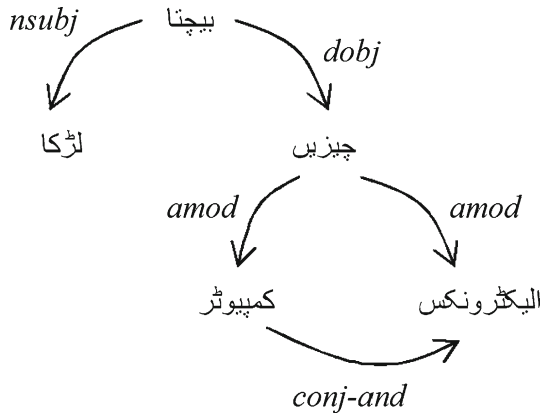 nsubj بیچتا
dobj
لڑکا چیزیں
amod amod
کمپیوٹر الیکٹرونکس
conj-and